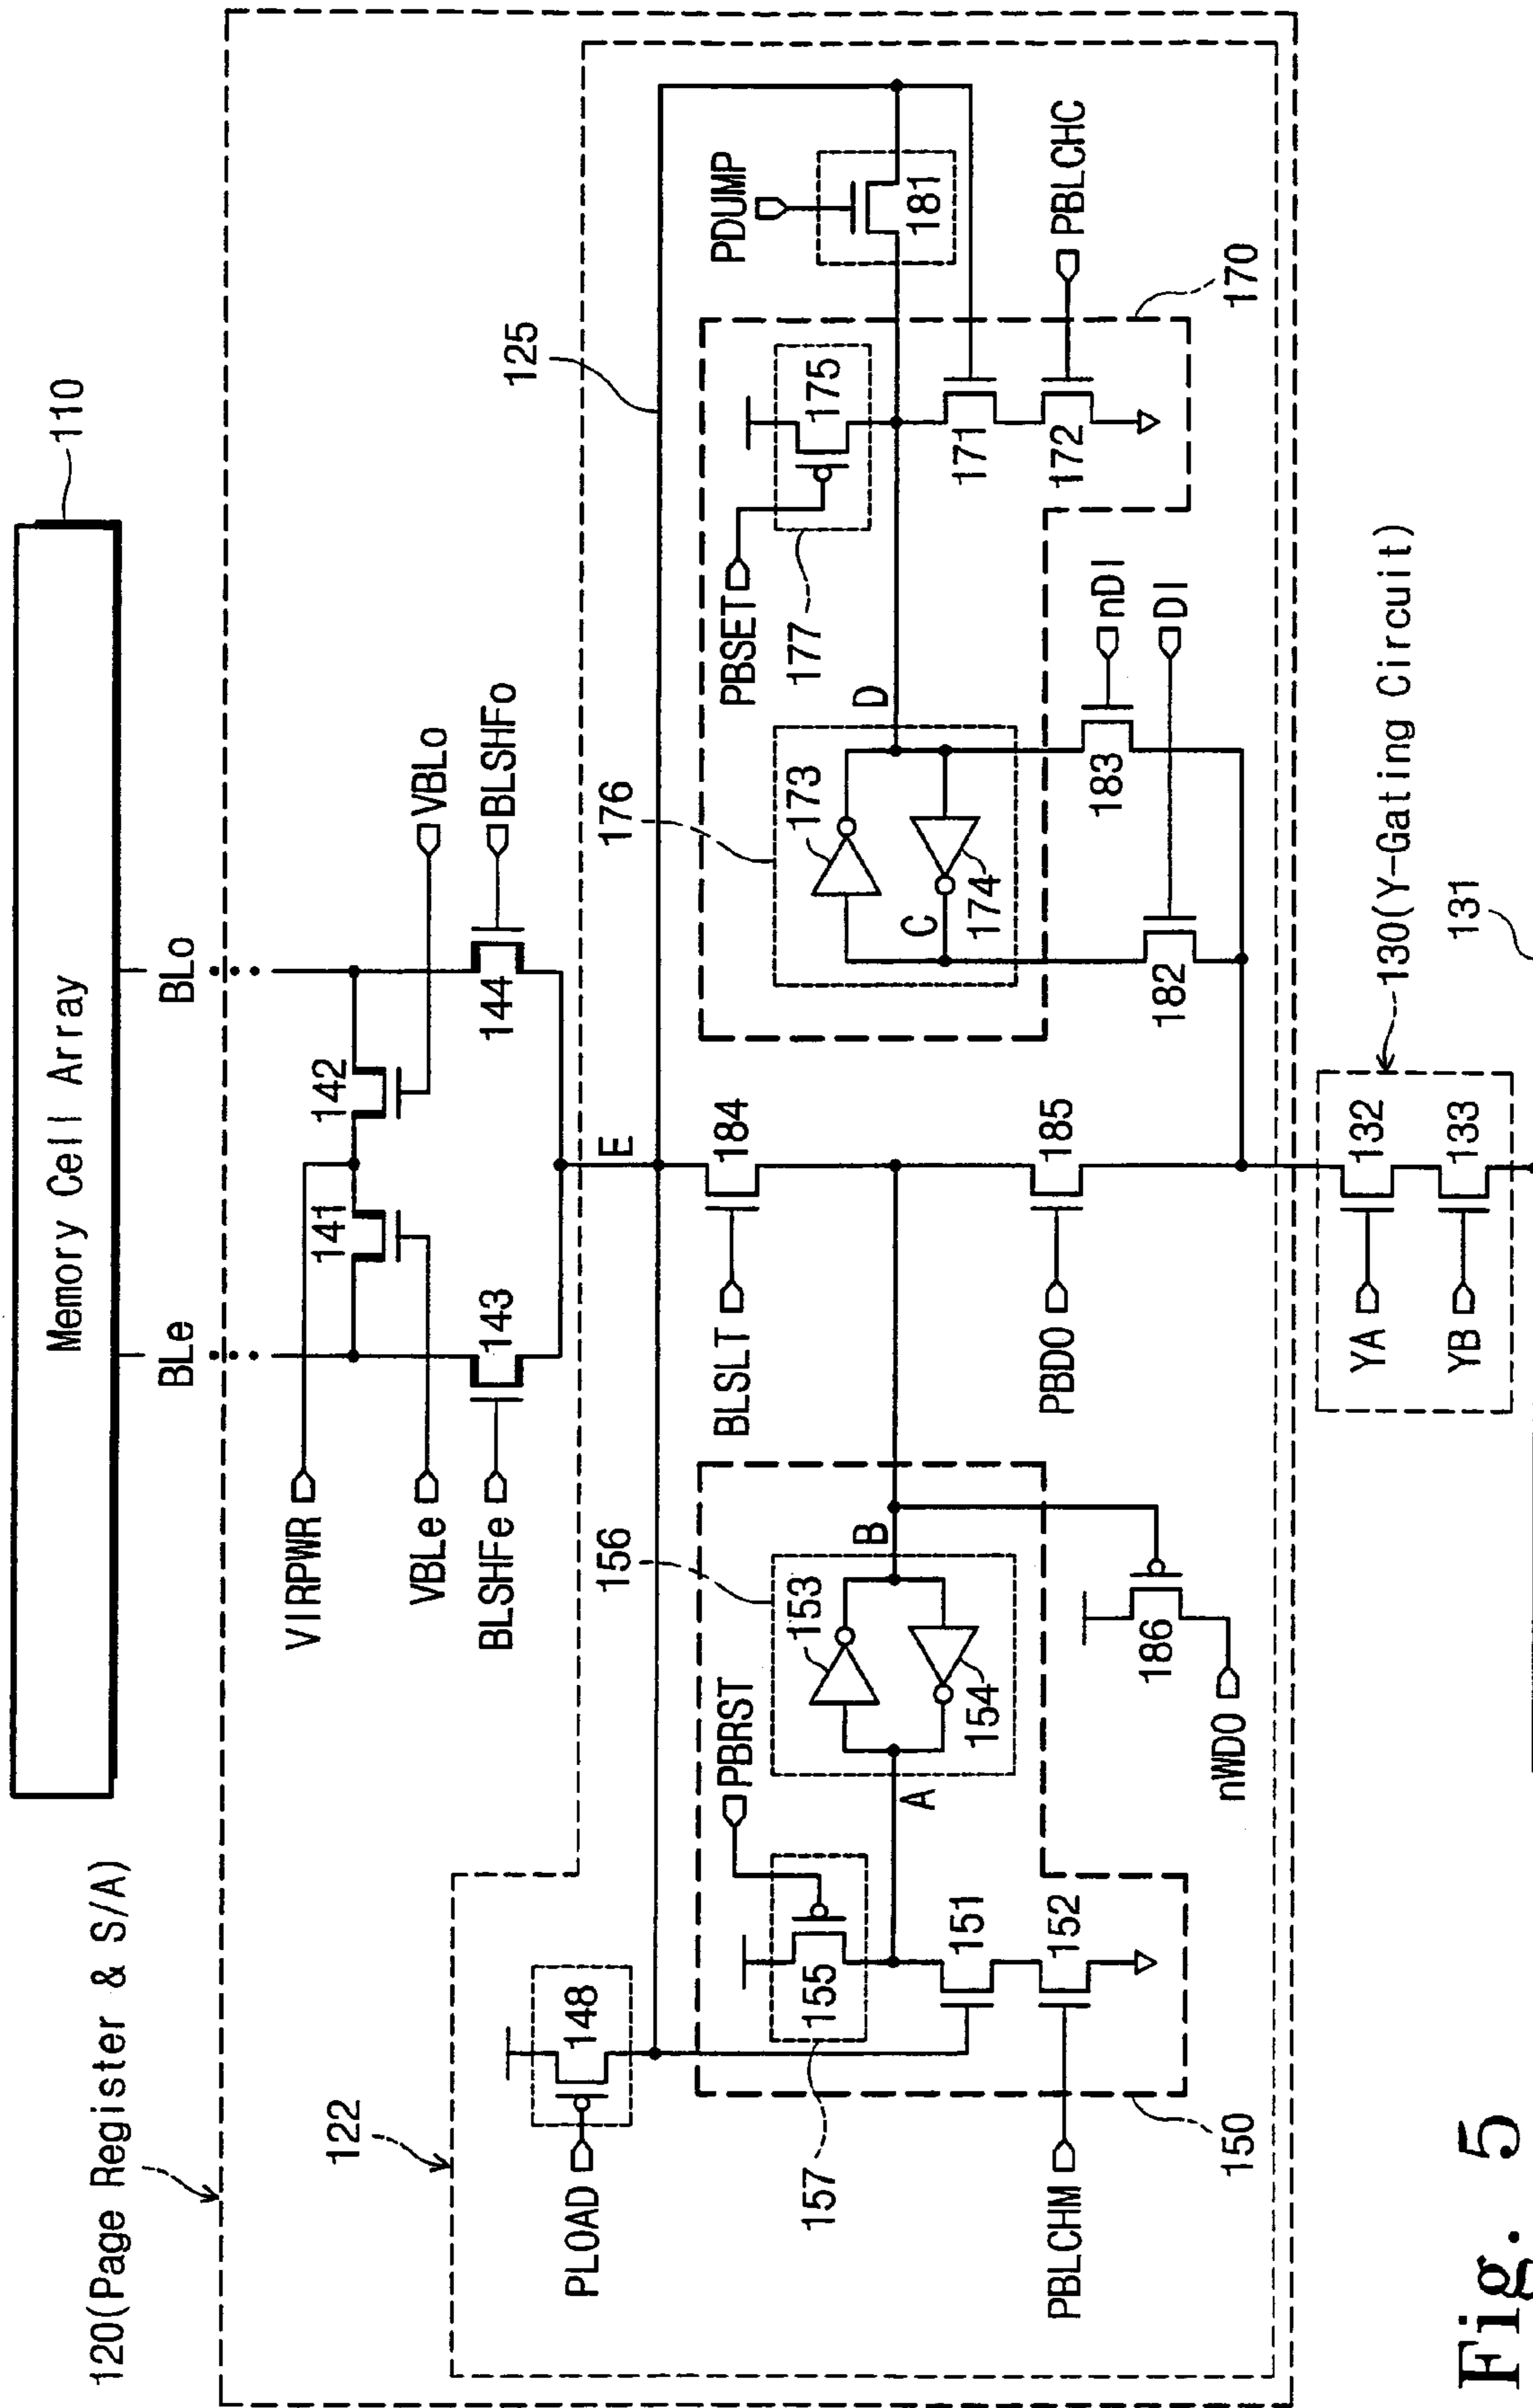 120(Page Register & S/A)
Memory Cell Array
110
BLe
BLo
VIRPWR
141
142
VBLe
VBLo
BLSHFe
143
144
BLSHFo
122
E
125
PLOAD
148
BLSLT
184
PDUMP
181
PBRST
156
176
PBSET
155
157
153
154
A
B
173
174
C
D
175
177
151
152
171
172
PBLCHM
PBLCHC
150
170
186
nWDO
PBDO
185
182
183
nDI
DI
YA
132
YB
133
130(Y-Gating Circuit)
131
Fig. 5